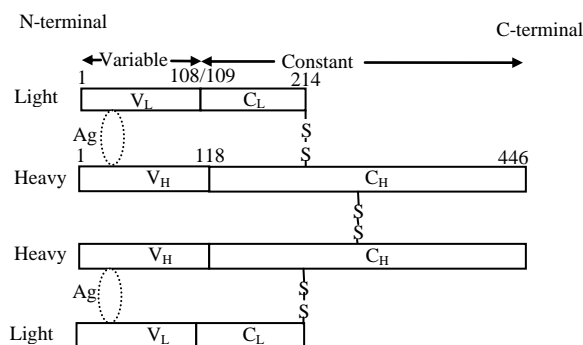 N-terminal
C-terminal
Variable Constant
1 108/109 214
Light V_L C_L
Ag S
S
1 118 446
Heavy V_H C_H
S
S
Heavy V_H C_H
Ag S
S
Light V_L C_L